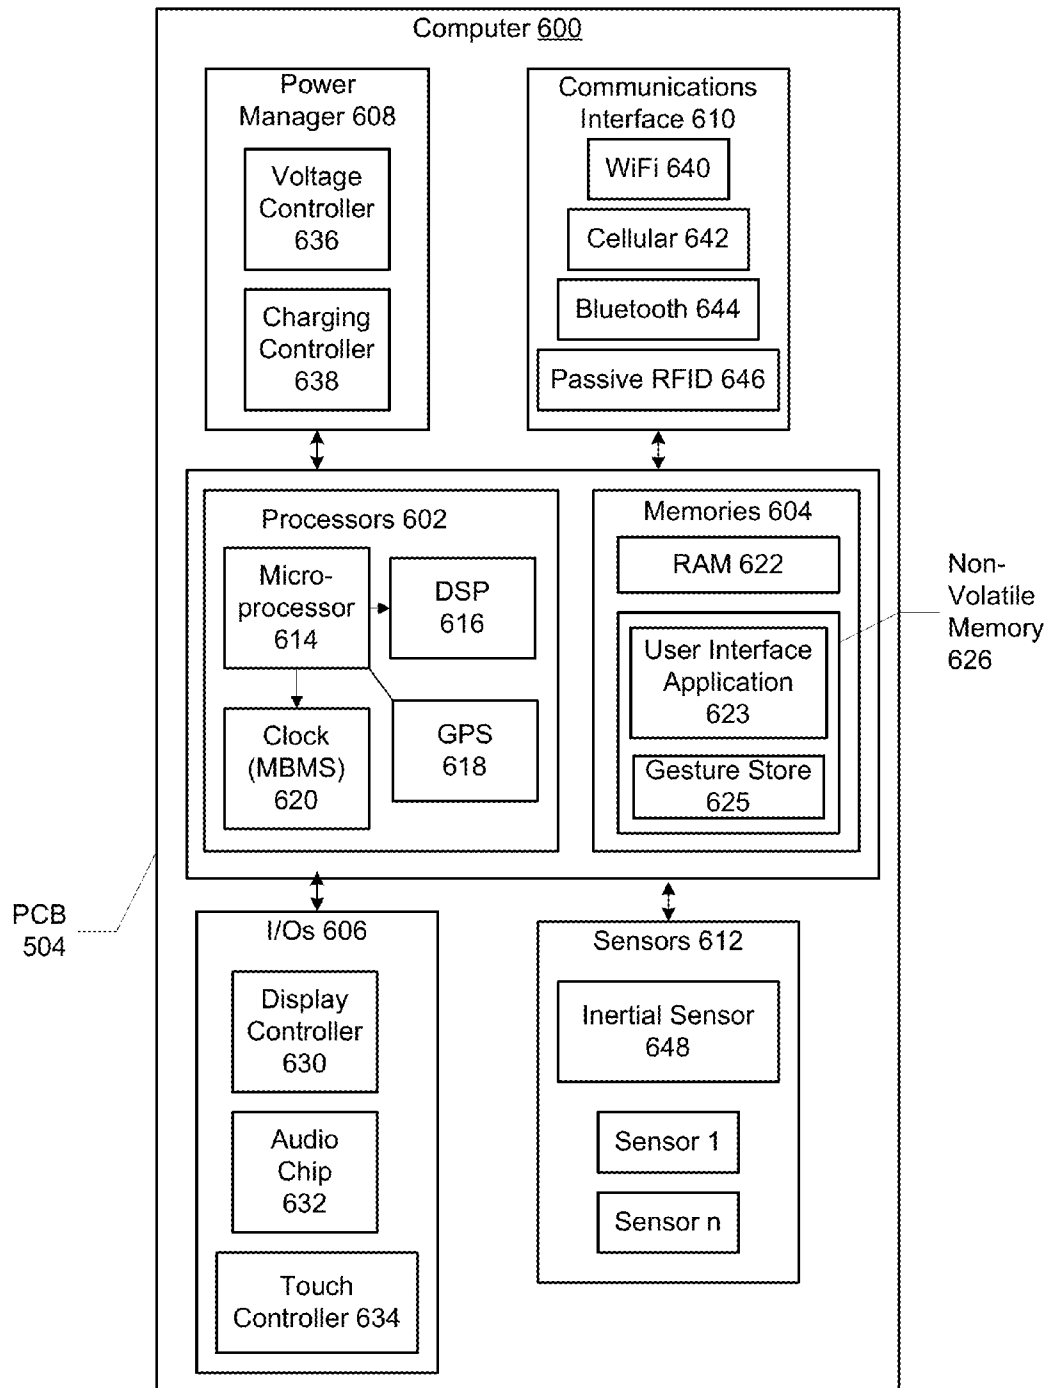 Computer 600
Power
Manager 608
Voltage
Controller
636
Charging
Controller
638
Communications
Interface 610
WiFi 640
Cellular 642
Bluetooth 644
Passive RFID 646
Processors 602
Micro-
processor
614
DSP
616
Clock
(MBMS)
620
GPS
618
Memories 604
RAM 622
User Interface
Application
623
Gesture Store
625
Non-
Volatile
Memory
626
PCB
504
I/Os 606
Display
Controller
630
Audio
Chip
632
Touch
Controller 634
Sensors 612
Inertial Sensor
648
Sensor 1
Sensor n